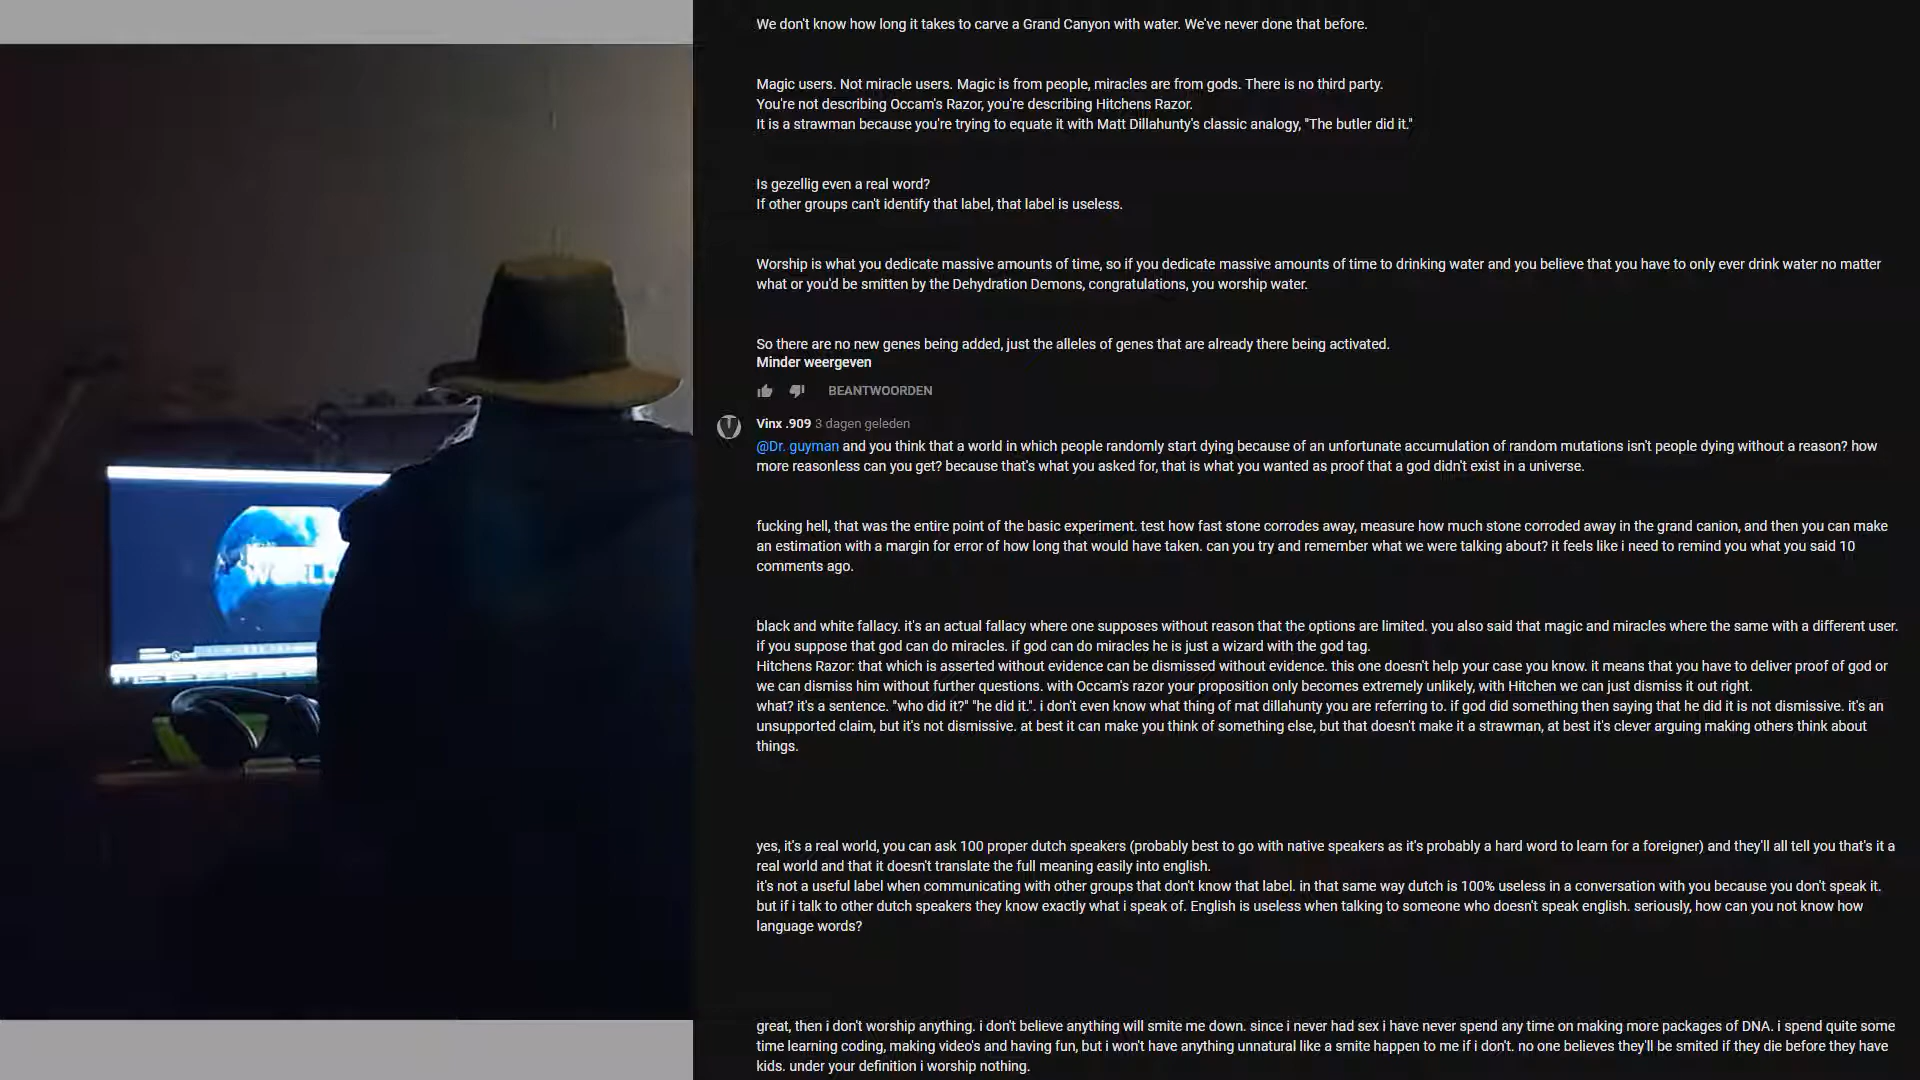 We don't know how long it takes to carve a Grand Canyon with water. We've never done that before.
Magic users. Not miracle users. Magic is from people, miracles are from gods. There is no third party.
You're not describing Occam's Razor, you're describing Hitchens Razor.
It is a strawman because you're trying to equate it with Matt Dillahunty's classic analogy, "The butler did it."
Is gezellig even a real word?
If other groups can't identify that label, that label is useless.
Worship is what you dedicate massive amounts of time, so if you dedicate massive amounts of time to drinking water and you believe that you have to only ever drink water no matter
what or you'd be smitten by the Dehydration Demons, congratulations, you worship water.
So there are no new genes being added, just the alleles of genes that are already there being activated.
Minder weergeven
BEANTWOORDEN
Vinx .909 3 dagen geleden
@Dr. guyman and you think that a world in which people randomly start dying because of an unfortunate accumulation of random mutations isn't people dying without a reason? how
more reasonless can you get? because that's what you asked for, that is what you wanted as proof that a god didn't exist in a universe.
fucking hell, that was the entire point of the basic experiment. test how fast stone corrodes away, measure how much stone corroded away in the grand canion, and then you can make
an estimation with a margin for error of how long that would have taken. can you try and remember what we were talking about? it feels like i need to remind you what you said 10
comments ago.
black and white fallacy. it's an actual fallacy where one supposes without reason that the options are limited. you also said that magic and miracles where the same with a different user.
if you suppose that god can do miracles. if god can do miracles he is just a wizard with the god tag.
Hitchens Razor: that which is asserted without evidence can be dismissed without evidence. this one doesn't help your case you know. it means that you have to deliver proof of god or
we can dismiss him without further questions. with Occam's razor your proposition only becomes extremely unlikely, with Hitchen we can just dismiss it out right.
what? it's a sentence. "who did it?" "he did it.". i don't even know what thing of mat dillahunty you are referring to. if god did something then saying that he did it is not dismissive. it's an
unsupported claim, but it's not dismissive. at best it can make you think of something else, but that doesn't make it a strawman, at best it's clever arguing making others think about
things.
yes, it's a real world, you can ask 100 proper dutch speakers (probably best to go with native speakers as it's probably a hard word to learn for a foreigner) and they'll all tell you that's it a
real world and that it doesn't translate the full meaning easily into english.
it's not a useful label when communicating with other groups that don't know that label. in that same way dutch is 100% useless in a conversation with you because you don't speak it.
but if i talk to other dutch speakers they know exactly what i speak of. English is useless when talking to someone who doesn't speak english. seriously, how can you not know how
language words?
great, then i don't worship anything. i don't believe anything will smite me down. since i never had sex i have never spend any time on making more packages of DNA. i spend quite some
time learning coding, making video's and having fun, but i won't have anything unnatural like a smite happen to me if i don't. no one believes they'll be smited if they die before they have
kids. under your definition i worship nothing.